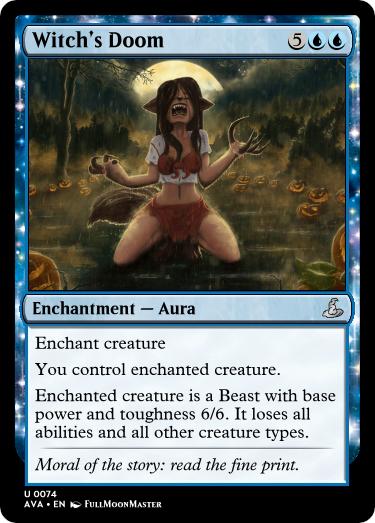 Witch's Doom 5
Enchantment — Aura
Enchant creature
You control enchanted creature.
Enchanted creature is a Beast with base
power and toughness 6/6. It loses all
abilities and all other creature types.
Moral of the story: read the fine print.
U 0074
AVA • EN FullMoonMaster